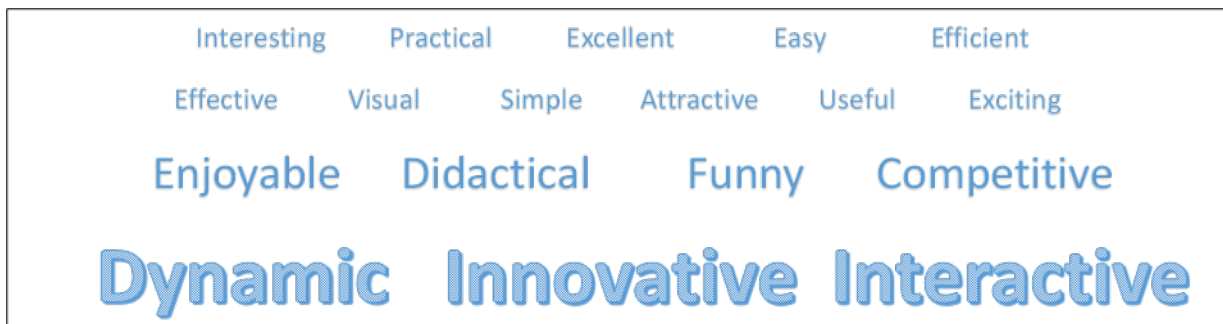 Interesting Practical Excellent Easy Efficient
Effective Visual Simple Attractive Useful Exciting
Enjoyable Didactical Funny Competitive
Dynamic Innovative Interactive